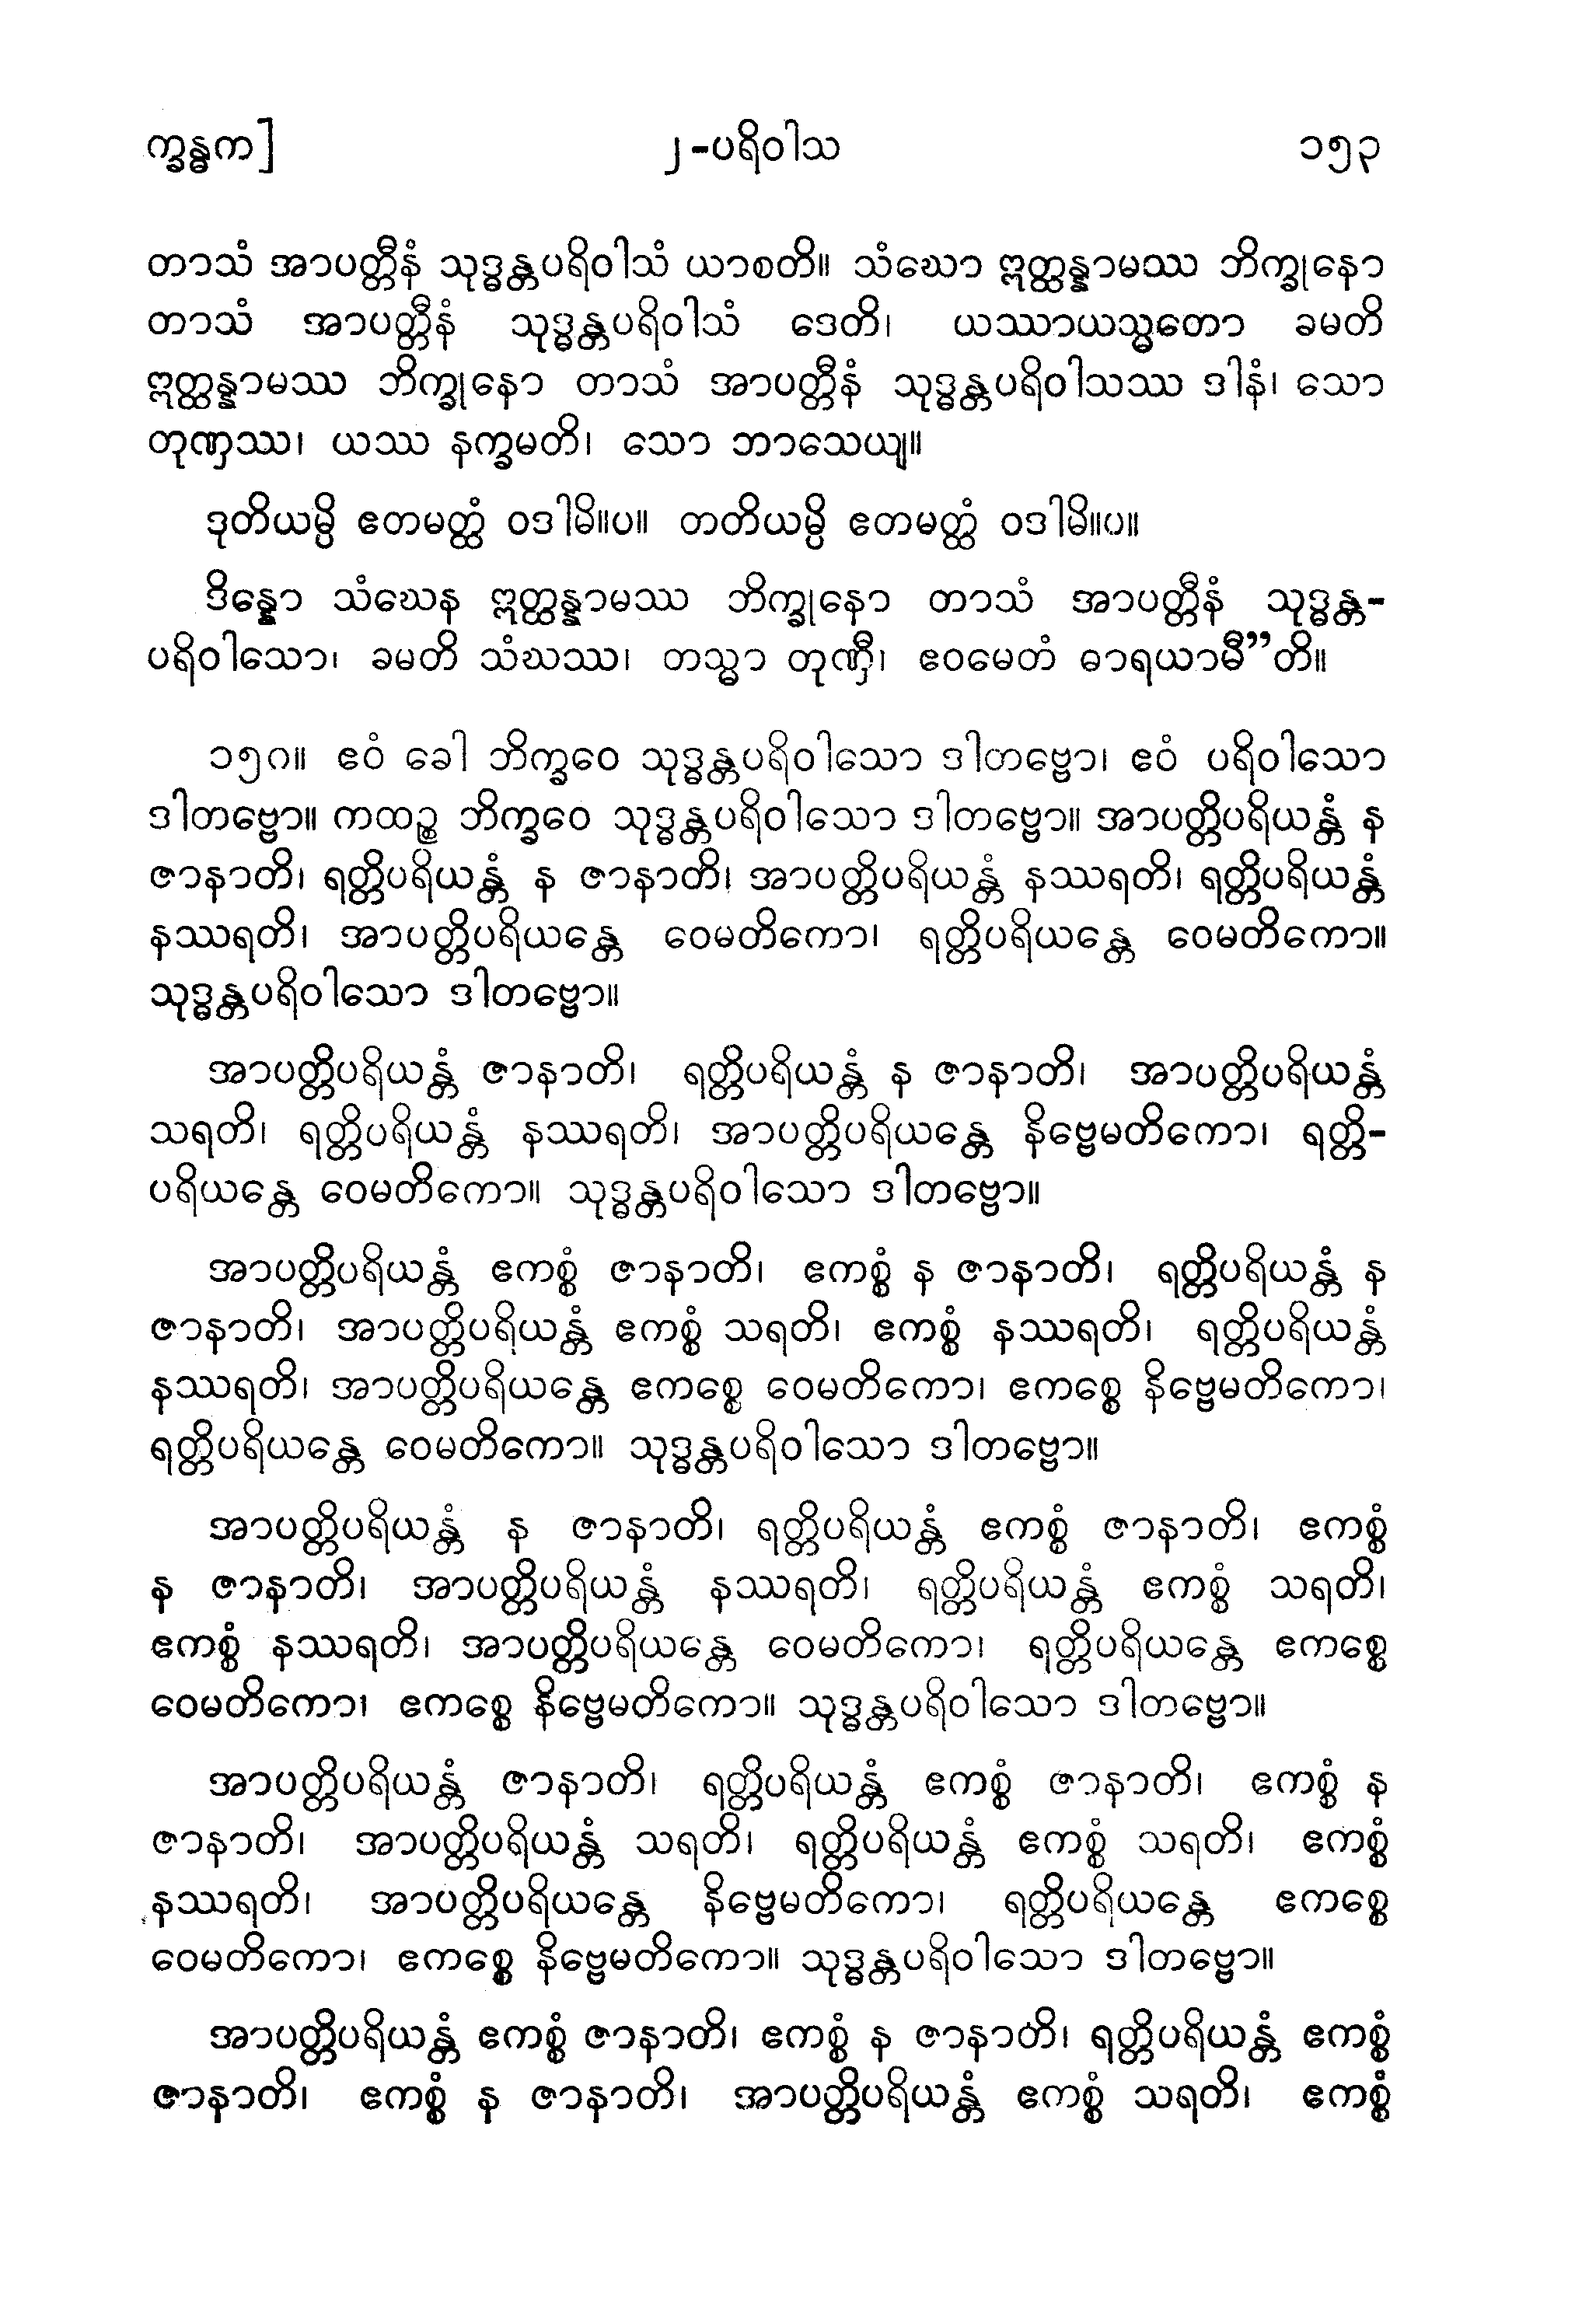 က္ခန္ဓက]
၂-ပရိဝါသ
၁၅၃
တာသံ အာပတ္တီနံ သုဒ္ဓန္တပရိဝါသံ ယာစတိ။ သံဃော ဣတ္ထန္နာမဿ ဘိက္ခုနော
တာသံ အာပတ္တီနံ သုဒ္ဓန္တပရိဝါသံ ဒေတိ၊ ယဿာယသ္မတော ခမတိ
ဣတ္ထန္နာမဿ ဘိက္ခုနော တာသံ အာပတ္တီနံ သုဒ္ဓန္တပရိဝါသဿ ဒါနံ၊ သော
တုဏှဿ၊ ယဿ နက္ခမတိ၊ သော ဘာသေယျ။
ဒုတိယမ္ပိ ဧတမတ္ထံ ဝဒါမိ။ပ။ တတိယမ္ပိ ဧတမတ္ထံ ဝဒါမိ။ပ။
ဒိန္နော သံဃေန ဣတ္ထန္နာမဿ ဘိက္ခုနော တာသံ အာပတ္တီနံ သုဒ္ဓန္တ-
ပရိဝါသော၊ ခမတိ သံဃဿ၊ တသ္မာ တုဏှီ၊ ဧဝမေတံ ဓာရယာမီ”တိ။
၁၅၈။ ဧဝံ ခေါ ဘိက္ခဝေ သုဒ္ဓန္တပရိဝါသော ဒါတဗ္ဗော၊ ဧဝံ ပရိဝါသော
ဒါတဗ္ဗော။ ကထဉ္စ ဘိက္ခဝေ သုဒ္ဓန္တပရိဝါသော ဒါတဗ္ဗော။ အာပတ္တိပရိယန္တံ န
ဇာနာတိ၊ ရတ္တိပရိယန္တံ န ဇာနာတိ၊ အာပတ္တိပရိယန္တံ နဿရတိ၊ ရတ္တိပရိယန္တံ
နဿရတိ၊ အာပတ္တိပရိယန္တေ ဝေမတိကော၊ ရတ္တိပရိယန္တေ ဝေမတိကော။
သုဒ္ဓန္တပရိဝါသော ဒါတဗ္ဗော။
အာပတ္တိပရိယန္တံ ဇာနာတိ၊ ရတ္တိပရိယန္တံ န ဇာနာတိ၊ အာပတ္တိပရိယန္တံ
သရတိ၊ ရတ္တိပရိယန္တံ နဿရတိ၊ အာပတ္တိပရိယန္တေ နိဗ္ဗေမတိကော၊ ရတ္တိ-
ပရိယန္တေ ဝေမတိကော။ သုဒ္ဓန္တပရိဝါသော ဒါတဗ္ဗော။
အာပတ္တိပရိယန္တံ ဧကစ္စံ ဇာနာတိ၊ ဧကစ္စံ န ဇာနာတိ၊ ရတ္တိပရိယန္တံ န
ဇာနာတိ၊ အာပတ္တိပရိယန္တံ ဧကစ္စံ သရတိ၊ ဧကစ္စံ နဿရတိ၊ ရတ္တိပရိယန္တံ
နဿရတိ၊ အာပတ္တိပရိယန္တေ ဧကစ္စေ ဝေမတိကော၊ ဧကစ္စေ နိဗ္ဗေမတိကော၊
ရတ္တိပရိယန္တေ ဝေမတိကော။ သုဒ္ဓန္တပရိဝါသော ဒါတဗ္ဗော။
အာပတ္တိပရိယန္တံ န ဇာနာတိ၊ ရတ္တိပရိယန္တံ ဧကစ္စံ ဇာနာတိ၊ ဧကစ္စံ
န ဇာနာတိ၊ အာပတ္တိပရိယန္တံ နဿရတိ၊ ရတ္တိပရိယန္တံ ဧကစ္စံ သရတိ၊
ဧကစ္စံ နဿရတိ၊ အာပတ္တိပရိယန္တေ ဝေမတိကော၊ ရတ္တိပရိယန္တေ ဧကစ္စေ
ဝေမတိကော၊ ဧကစ္စေ နိဗ္ဗေမတိကော။ သုဒ္ဓန္တပရိဝါသော ဒါတဗ္ဗော။
အာပတ္တိပရိယန္တံ ဇာနာတိ၊ ရတ္တိပရိယန္တံ ဧကစ္စံ ဇာနာတိ၊ ဧကစ္စံ န
ဇာနာတိ၊ အာပတ္တိပရိယန္တံ သရတိ၊ ရတ္တိပရိယန္တံ ဧကစ္စံ သရတိ၊ ဧကစ္စံ
နဿရတိ၊ အာပတ္တိပရိယန္တေ နိဗ္ဗေမတိကော၊ ရတ္တိပရိယန္တေ ဧကစ္စေ
ဝေမတိကော၊ ဧကစ္စေ နိဗ္ဗေမတိကော။ သုဒ္ဓန္တပရိဝါသော ဒါတဗ္ဗော။
အာပတ္တိပရိယန္တံ ဧကစ္စံ ဇာနာတိ၊ ဧကစ္စံ န ဇာနာတိ၊ ရတ္တိပရိယန္တံ ဧကစ္စံ
ဇာနာတိ၊ ဧကစ္စံ န ဇာနာတိ၊ အာပတ္တိပရိယန္တံ ဧကစ္စံ သရတိ၊ ဧကစ္စံ